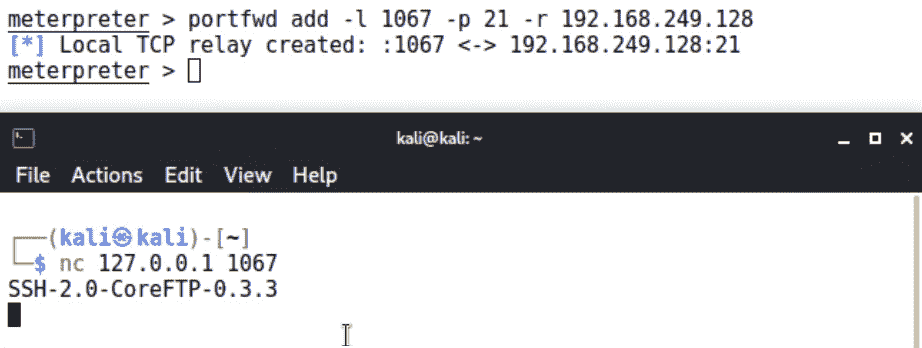 meterpreter > portfwd add -l 1067 -p 21 -r 192.168.249.128
[*] Local TCP relay created: :1067 <-> 192.168.249.128:21
meterpreter >
kali@kali: ~
File Actions Edit View Help
(kali㉿kali)-[~]
$ nc 127.0.0.1 1067
SSH-2.0-CoreFTP-0.3.3